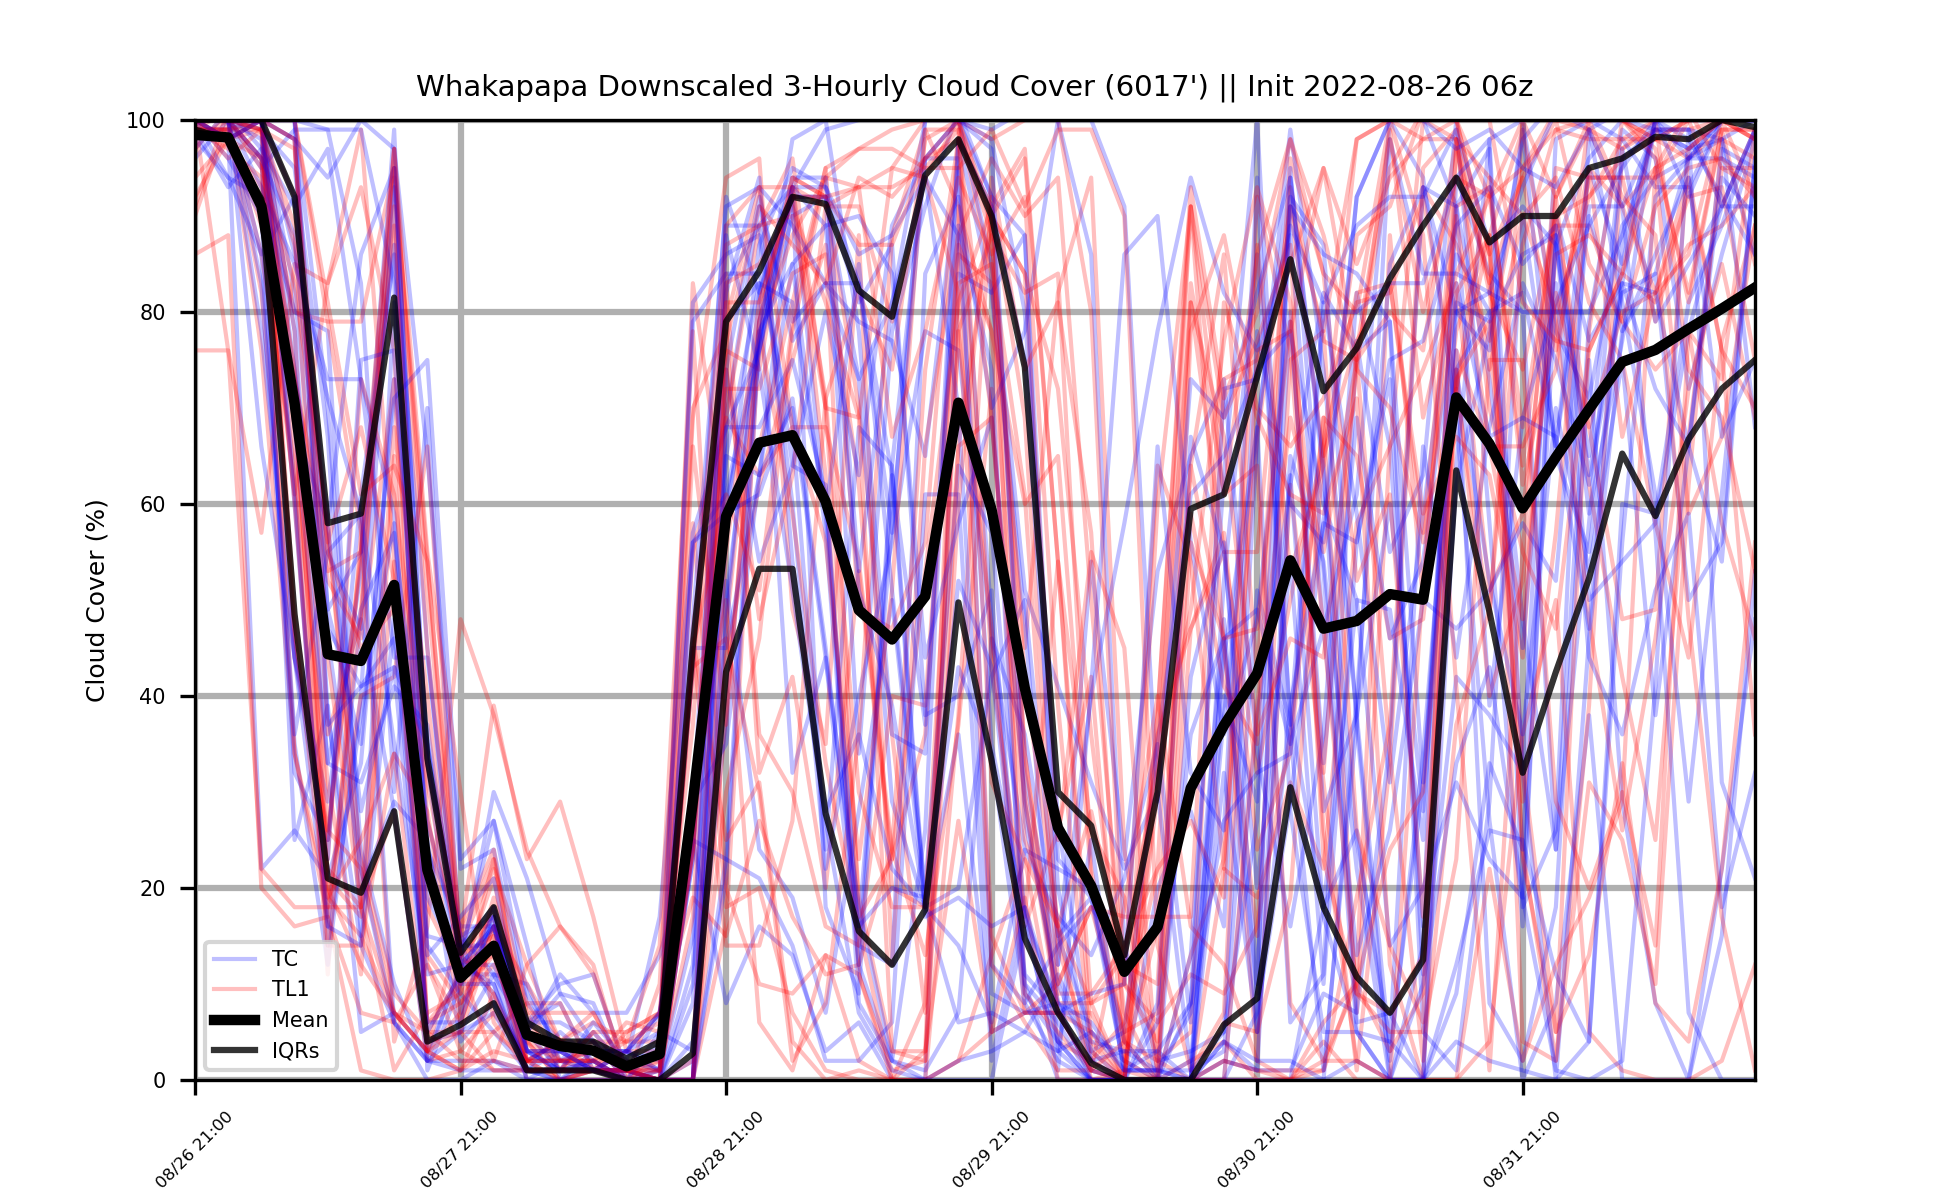 Whakapapa Downscaled 3-Hourly Cloud Cover (6017') || Init 2022-08-26 06z
Cloud Cover (%)
100
80
60
40
20
0
TC
TL1
Mean
IQRs
08/26 21:00
08/27 21:00
08/28 21:00
08/29 21:00
08/30 21:00
08/31 21:00